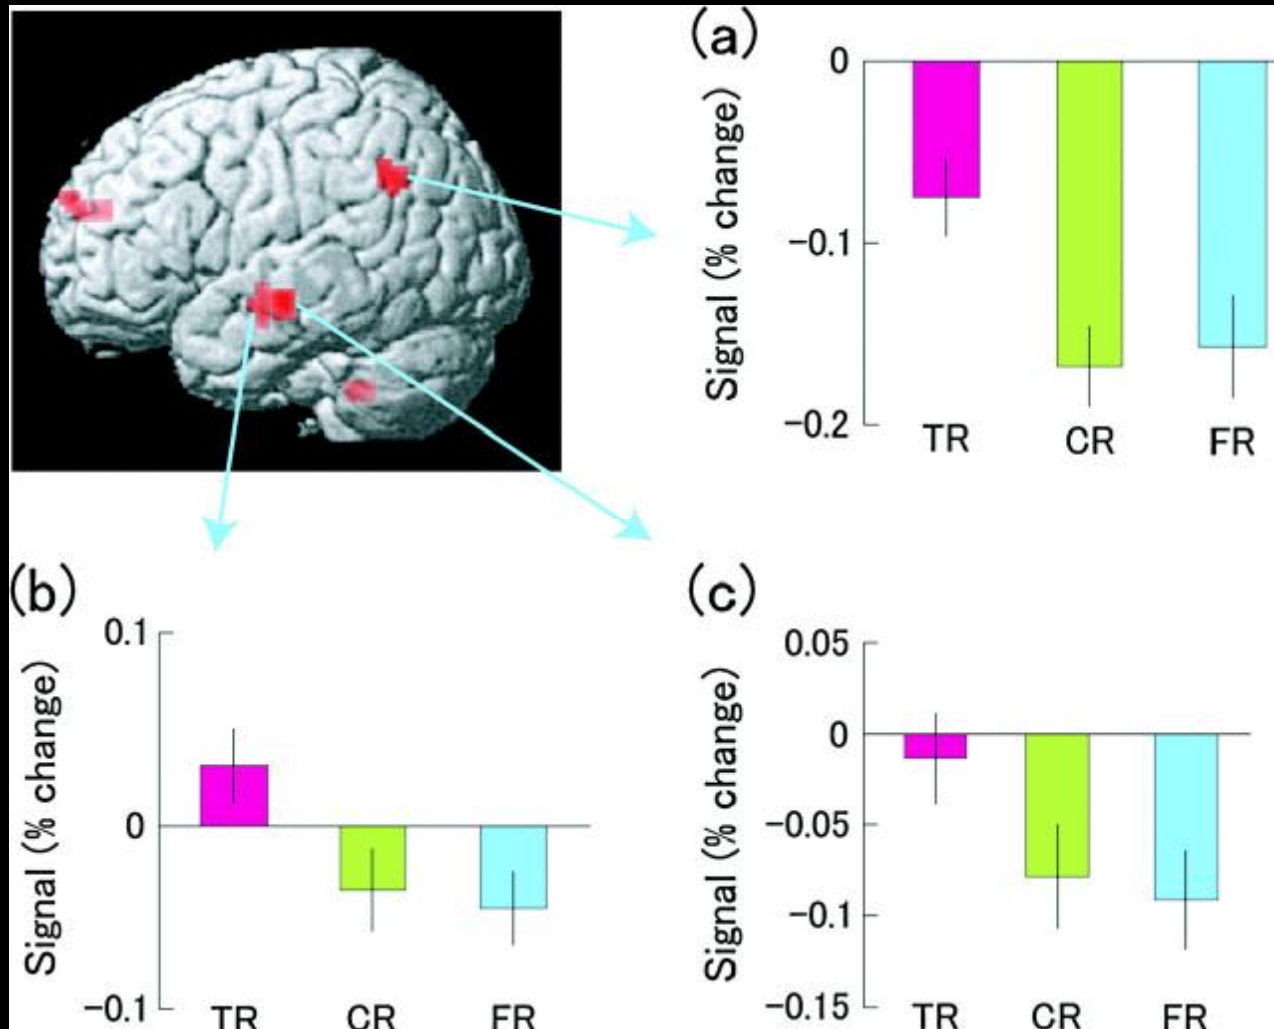 (a)
Signal (% change)
0
-0.1
-0.2
TR CR FR
(b)
Signal (% change)
0.1
0
-0.1
TR CR FR
(c)
Signal (% change)
0.05
0
-0.05
-0.1
-0.15
TR CR FR